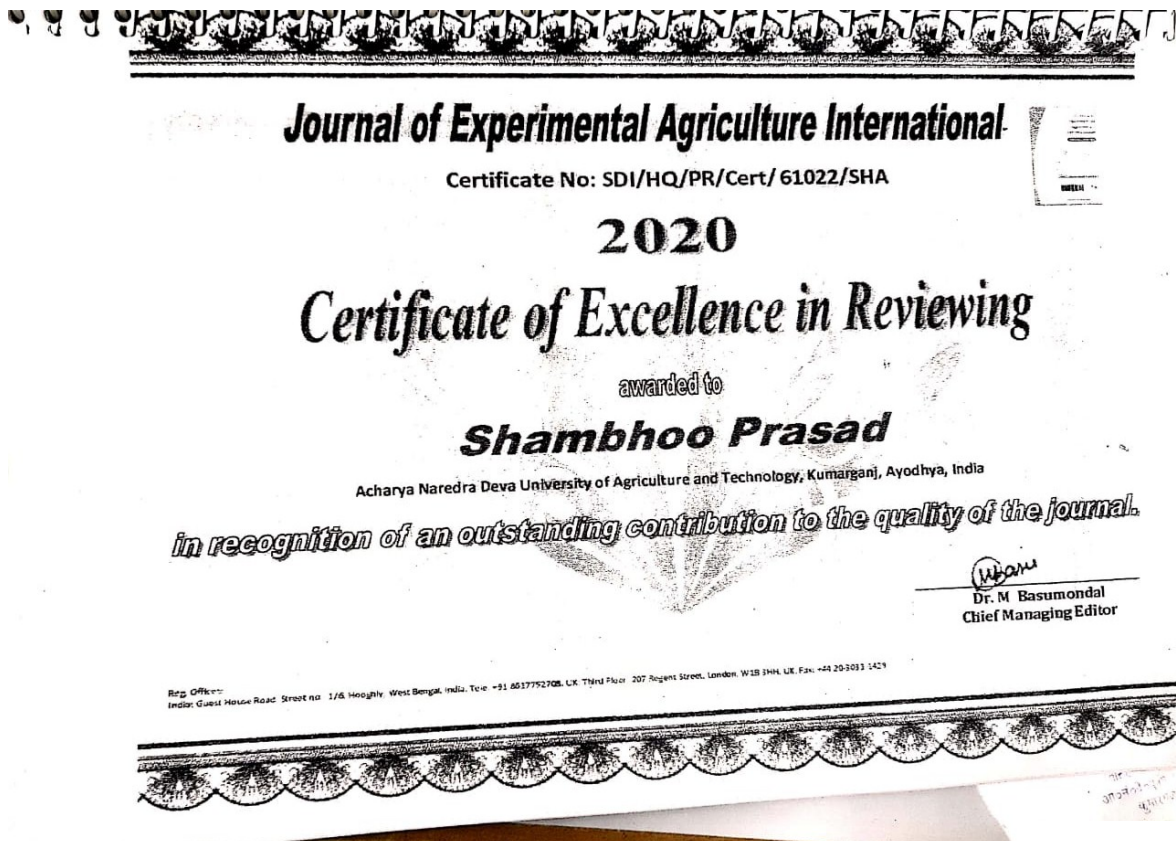 Journal of Experimental Agriculture International
Certificate No: SDI/HQ/PR/Cert/ 61022/SHA
2020
Certificate of Excellence in Reviewing
awarded to
Shambhoo Prasad
Acharya Naredra Deva University of Agriculture and Technology, Kumarganj, Ayodhya, India
in recognition of an outstanding contribution to the quality of the journal.
Dr. M Basumondal
Chief Managing Editor
Reg. Offices:
India: Guest House Road, Street no: 1/6, Hooghly, West Bengal, India, Tele: +91 8617752708, UK: Third Floor, 207 Regent Street, London, W1B 3HH, UK, Fax: +44 20-3031-1429